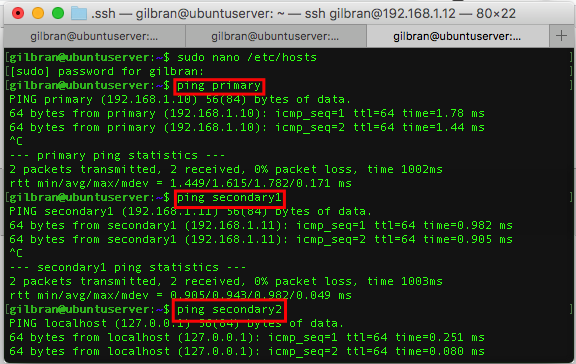 .ssh — gilbran@ubuntuserver: ~ — ssh gilbran@192.168.1.12 — 80×22
gilbran@ubuntuserver:... gilbran@ubuntuserver:... gilbran@ubuntuserver:... +
[gilbran@ubuntuserver:~$ sudo nano /etc/hosts
[[sudo] password for gilbran:
[gilbran@ubuntuserver:~$ ping primary
PING primary (192.168.1.10) 56(84) bytes of data.
64 bytes from primary (192.168.1.10): icmp_seq=1 ttl=64 time=1.78 ms
64 bytes from primary (192.168.1.10): icmp_seq=2 ttl=64 time=1.44 ms
^C
--- primary ping statistics ---
2 packets transmitted, 2 received, 0% packet loss, time 1002ms
rtt min/avg/max/mdev = 1.449/1.615/1.782/0.171 ms
[gilbran@ubuntuserver:~$ ping secondary1
PING secondary1 (192.168.1.11) 56(84) bytes of data.
64 bytes from secondary1 (192.168.1.11): icmp_seq=1 ttl=64 time=0.982 ms
64 bytes from secondary1 (192.168.1.11): icmp_seq=2 ttl=64 time=0.905 ms
^C
--- secondary1 ping statistics ---
2 packets transmitted, 2 received, 0% packet loss, time 1003ms
rtt min/avg/max/mdev = 0.905/0.943/0.982/0.049 ms
[gilbran@ubuntuserver:~$ ping secondary2
PING localhost (127.0.0.1) 56(84) bytes of data.
64 bytes from localhost (127.0.0.1): icmp_seq=1 ttl=64 time=0.251 ms
64 bytes from localhost (127.0.0.1): icmp_seq=2 ttl=64 time=0.080 ms